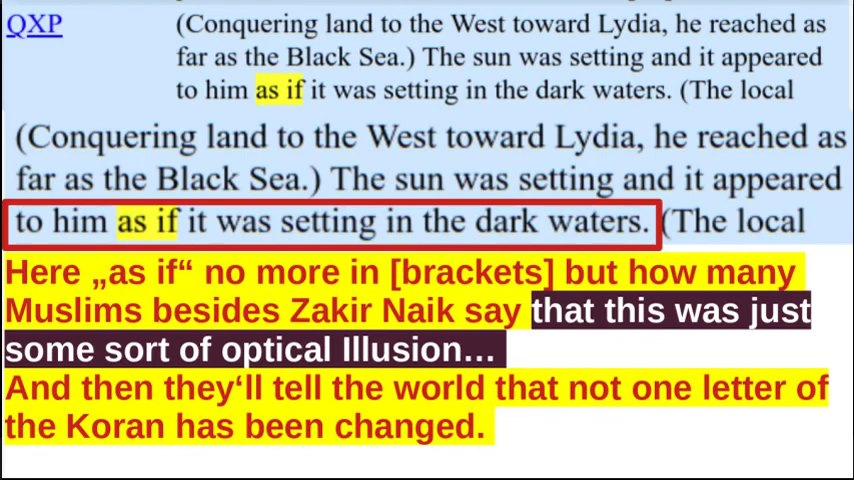 QXP (Conquering land to the West toward Lydia, he reached as
far as the Black Sea.) The sun was setting and it appeared
to him as if it was setting in the dark waters. (The local
(Conquering land to the West toward Lydia, he reached as
far as the Black Sea.) The sun was setting and it appeared
to him as if it was setting in the dark waters. (The local
Here „as if“ no more in [brackets] but how many
Muslims besides Zakir Naik say that this was just
some sort of optical Illusion…
And then they‘ll tell the world that not one letter of
the Koran has been changed.